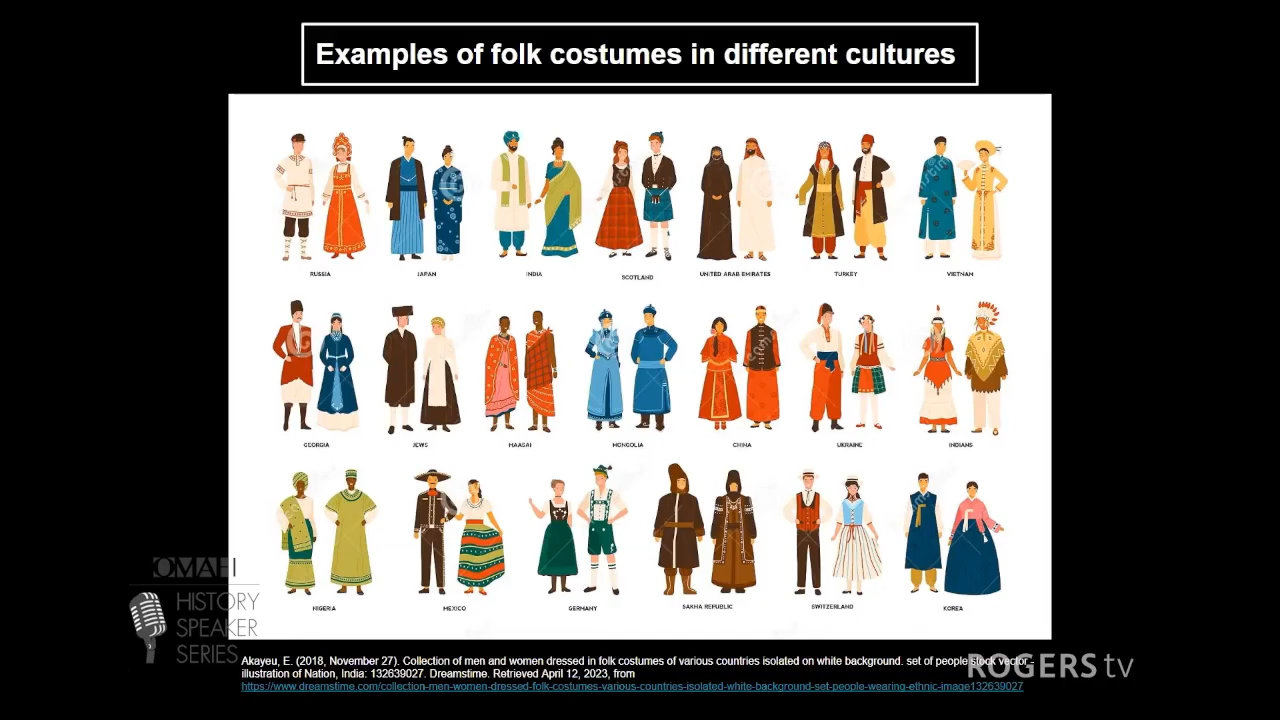 Examples of folk costumes in different cultures
RUSSIA JAPAN INDIA SCOTLAND UNITED ARAB EMIRATES TURKEY VIETNAM
GEORGIA JEWS MAASAI MONGOLIA CHINA UKRAINE INDIANS
NIGERIA MEXICO GERMANY SAKHA REPUBLIC SWITZERLAND KOREA
OMAH
HISTORY
SPEAKER
SERIES
Akayeu, E. (2018, November 27). Collection of men and women dressed in folk costumes of various countries isolated on white background. set of people stock vector -
illustration of Nation, India: 132639027. Dreamstime. Retrieved April 12, 2023, from
https://www.dreamstime.com/collection-men-women-dressed-folk-costumes-various-countries-isolated-white-background-set-people-wearing-ethnic-image132639027
ROGERS tv